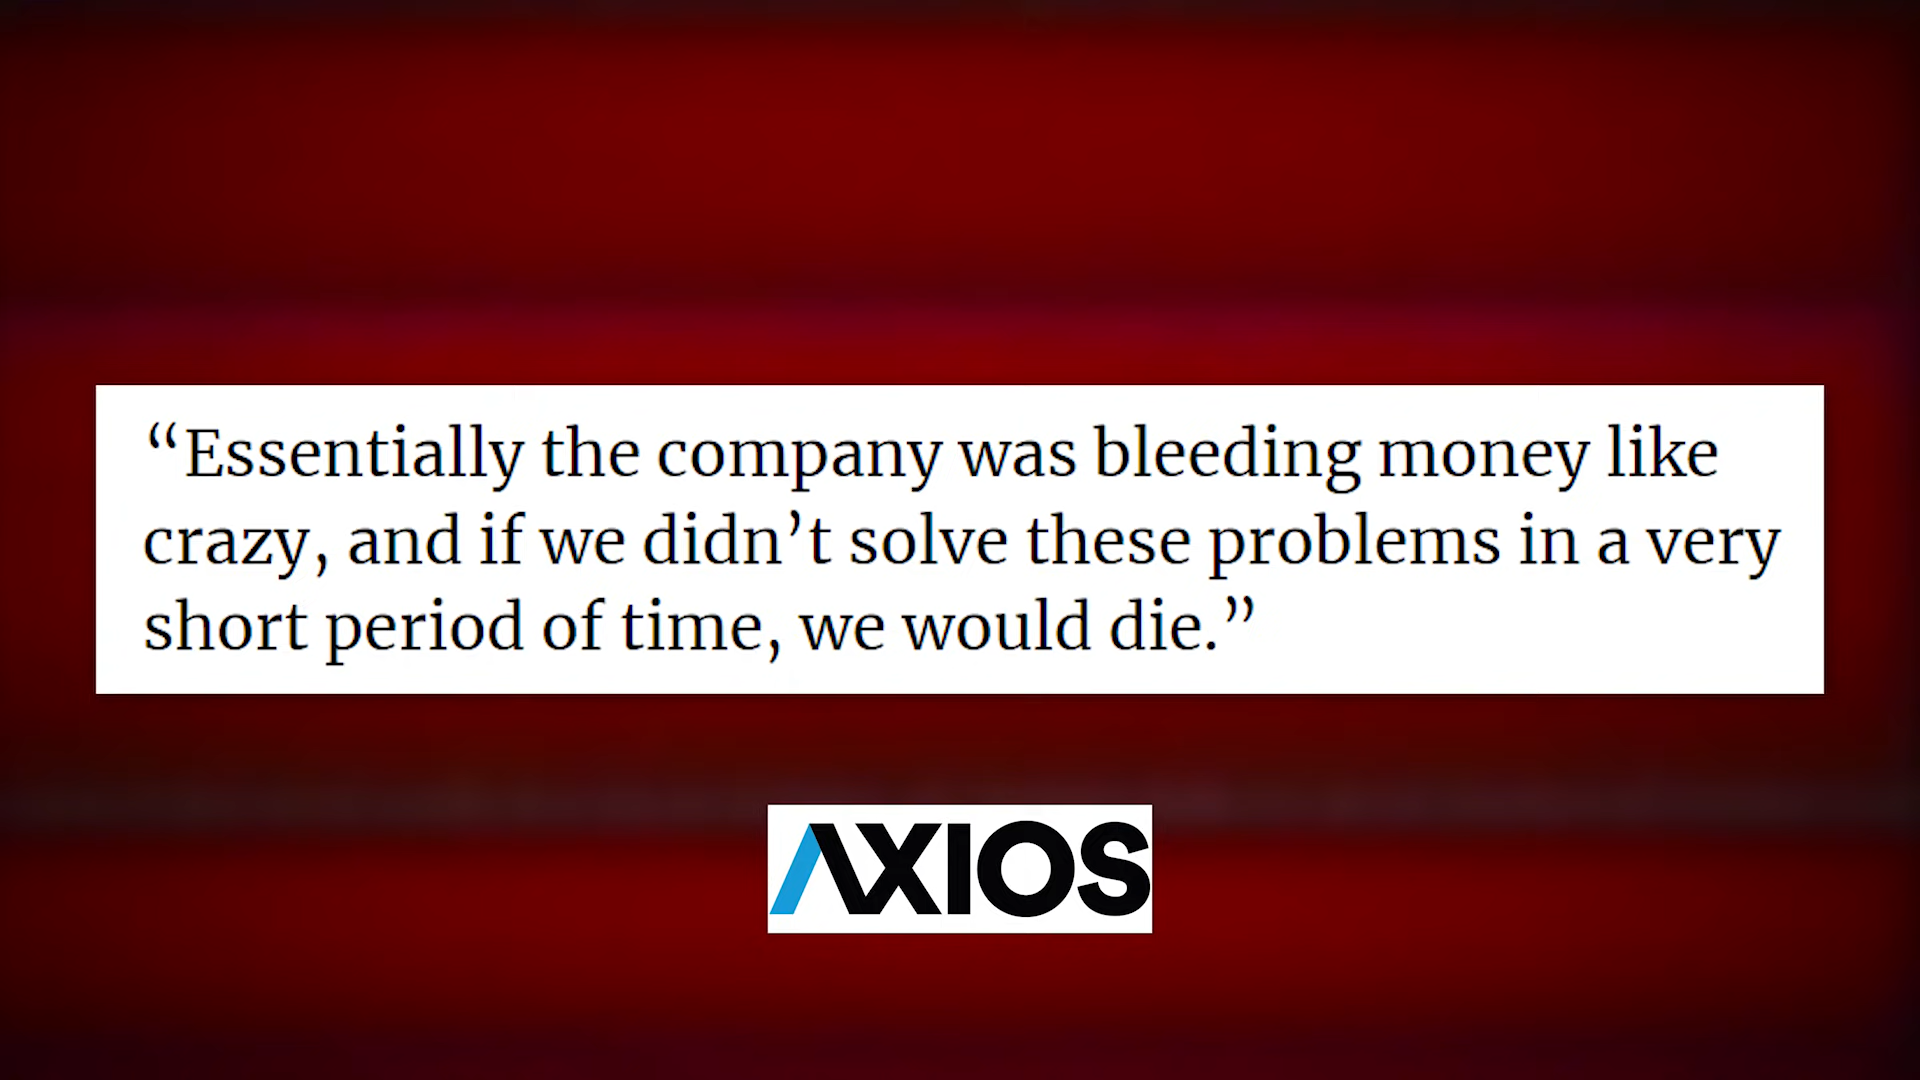 “Essentially the company was bleeding money like
crazy, and if we didn’t solve these problems in a very
short period of time, we would die.”
AXIOS